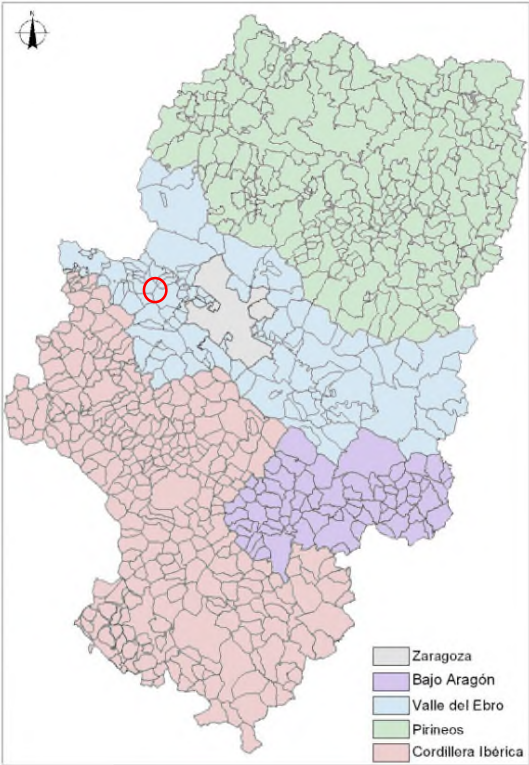 N
Zaragoza
Bajo Aragón
Valle del Ebro
Pirineos
Cordillera Ibérica